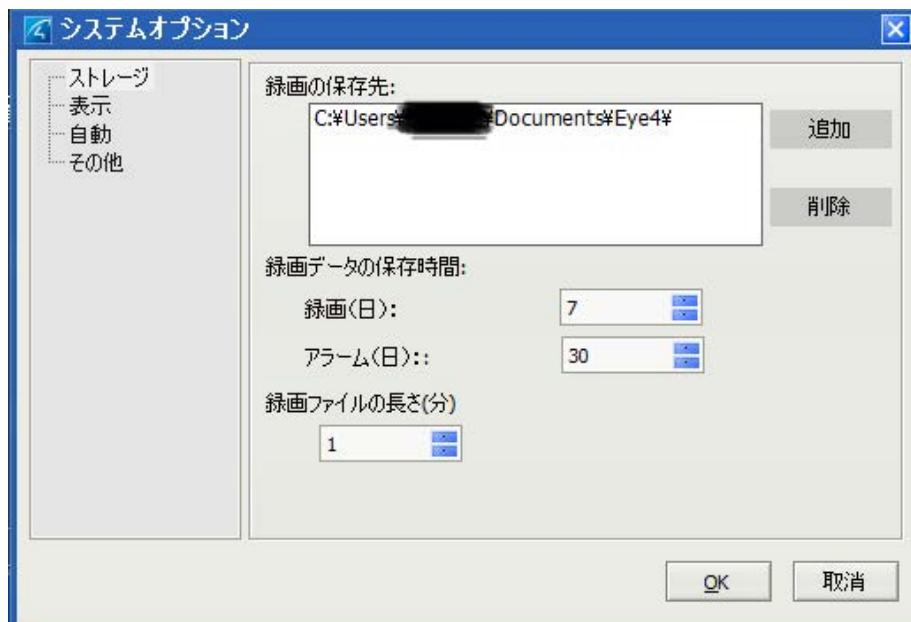 システムオプション
ストレージ
表示
自動
その他
録画の保存先:
C:¥Users¥ ¥Documents¥Eye4¥
追加
削除
録画データの保存時間:
録画(日):
7
アラーム(日)::
30
録画ファイルの長さ(分)
1
OK
取消